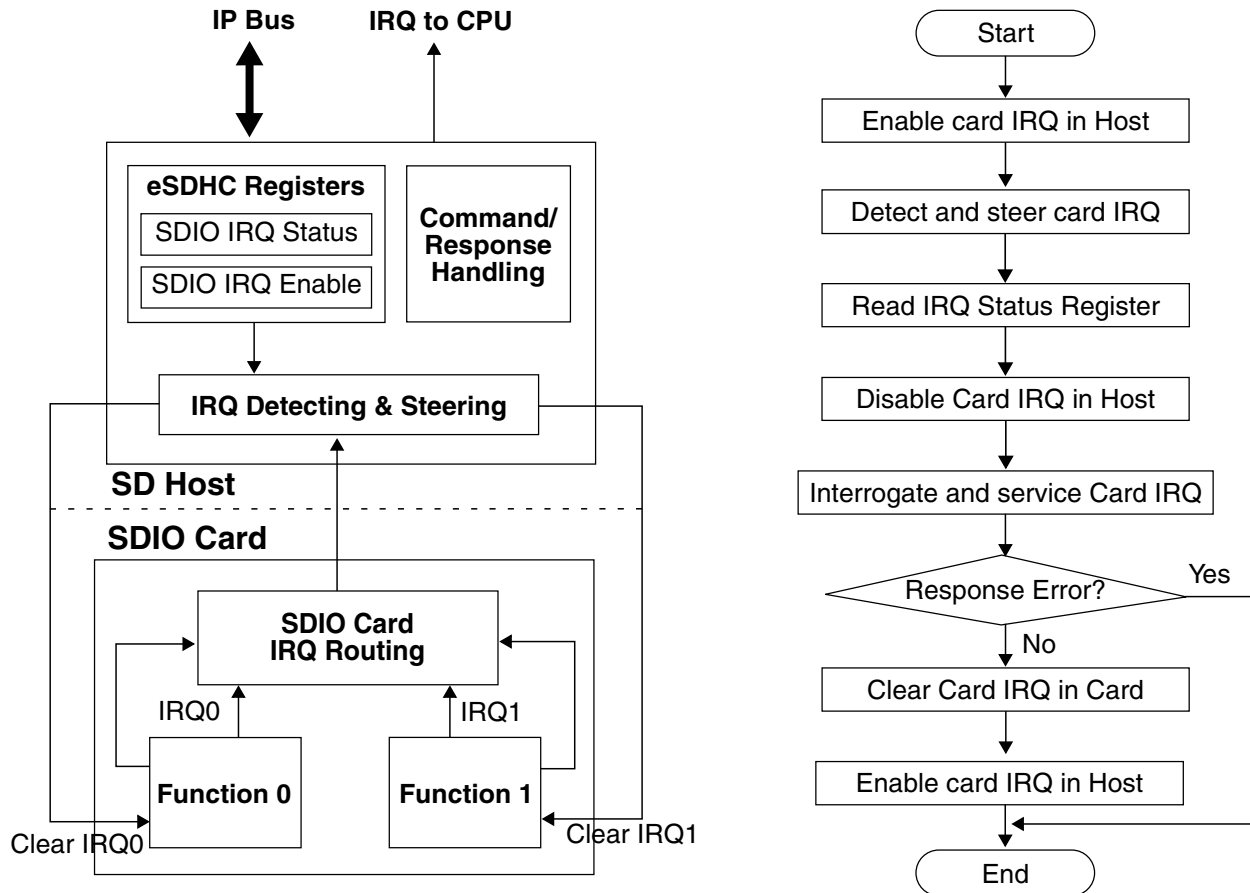 IP Bus
IRQ to CPU
eSDHC Registers
SDIO IRQ Status
SDIO IRQ Enable
Command/
Response
Handling
IRQ Detecting & Steering
SD Host
SDIO Card
SDIO Card
IRQ Routing
IRQ0
IRQ1
Function 0
Function 1
Clear IRQ0
Clear IRQ1
Start
Enable card IRQ in Host
Detect and steer card IRQ
Read IRQ Status Register
Disable Card IRQ in Host
Interrogate and service Card IRQ
Response Error?
Yes
No
Clear Card IRQ in Card
Enable card IRQ in Host
End